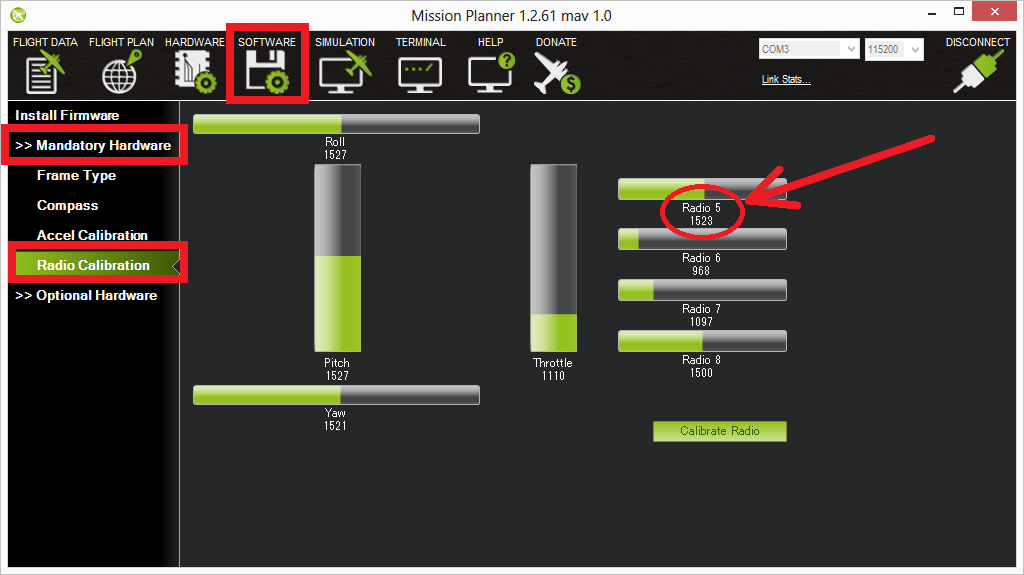 Mission Planner 1.2.61 mav 1.0
FLIGHT DATA FLIGHT PLAN HARDWARE SOFTWARE SIMULATION TERMINAL HELP DONATE DISCONNECT
COM3 115200
Link Stats...
Install Firmware
>> Mandatory Hardware
Frame Type
Compass
Accel Calibration
Radio Calibration
>> Optional Hardware
Roll
1527
Radio 5
1523
Radio 6
968
Radio 7
1097
Pitch
1527
Throttle
1110
Radio 8
1500
Yaw
1521
Calibrate Radio